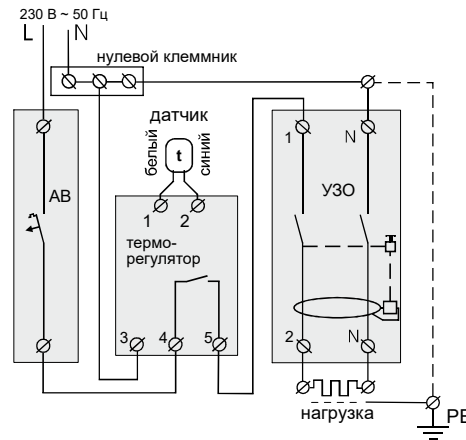 230 В ~ 50 Гц
L N
нулевой клеммник
датчик
белый
синий
t
АВ
1 2
термо-
регулятор
3 4 5
1 N
УЗО
2 N
нагрузка
PE